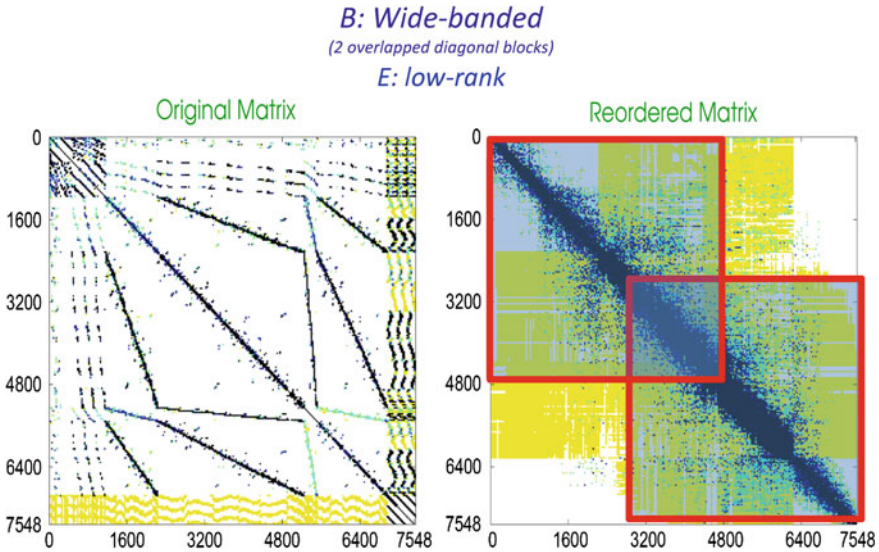 B: Wide-banded
(2 overlapped diagonal blocks)
E: low-rank
Original Matrix
Reordered Matrix
0
1600
3200
4800
6400
7548
0 1600 3200 4800 6400 7548
0
1600
3200
4800
6400
7548
0 1600 3200 4800 6400 7548